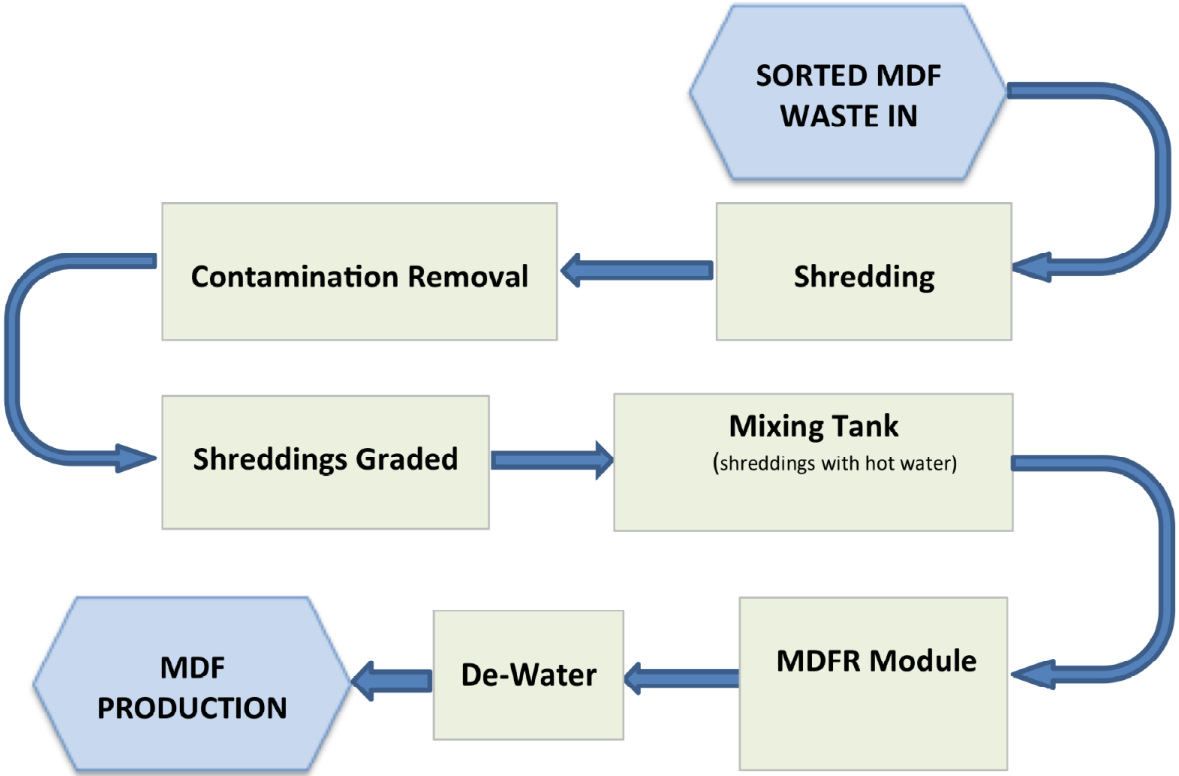 SORTED MDF
WASTE IN
Contamination Removal
Shredding
Shreddings Graded
Mixing Tank
(shreddings with hot water)
MDF
PRODUCTION
De-Water
MDFR Module